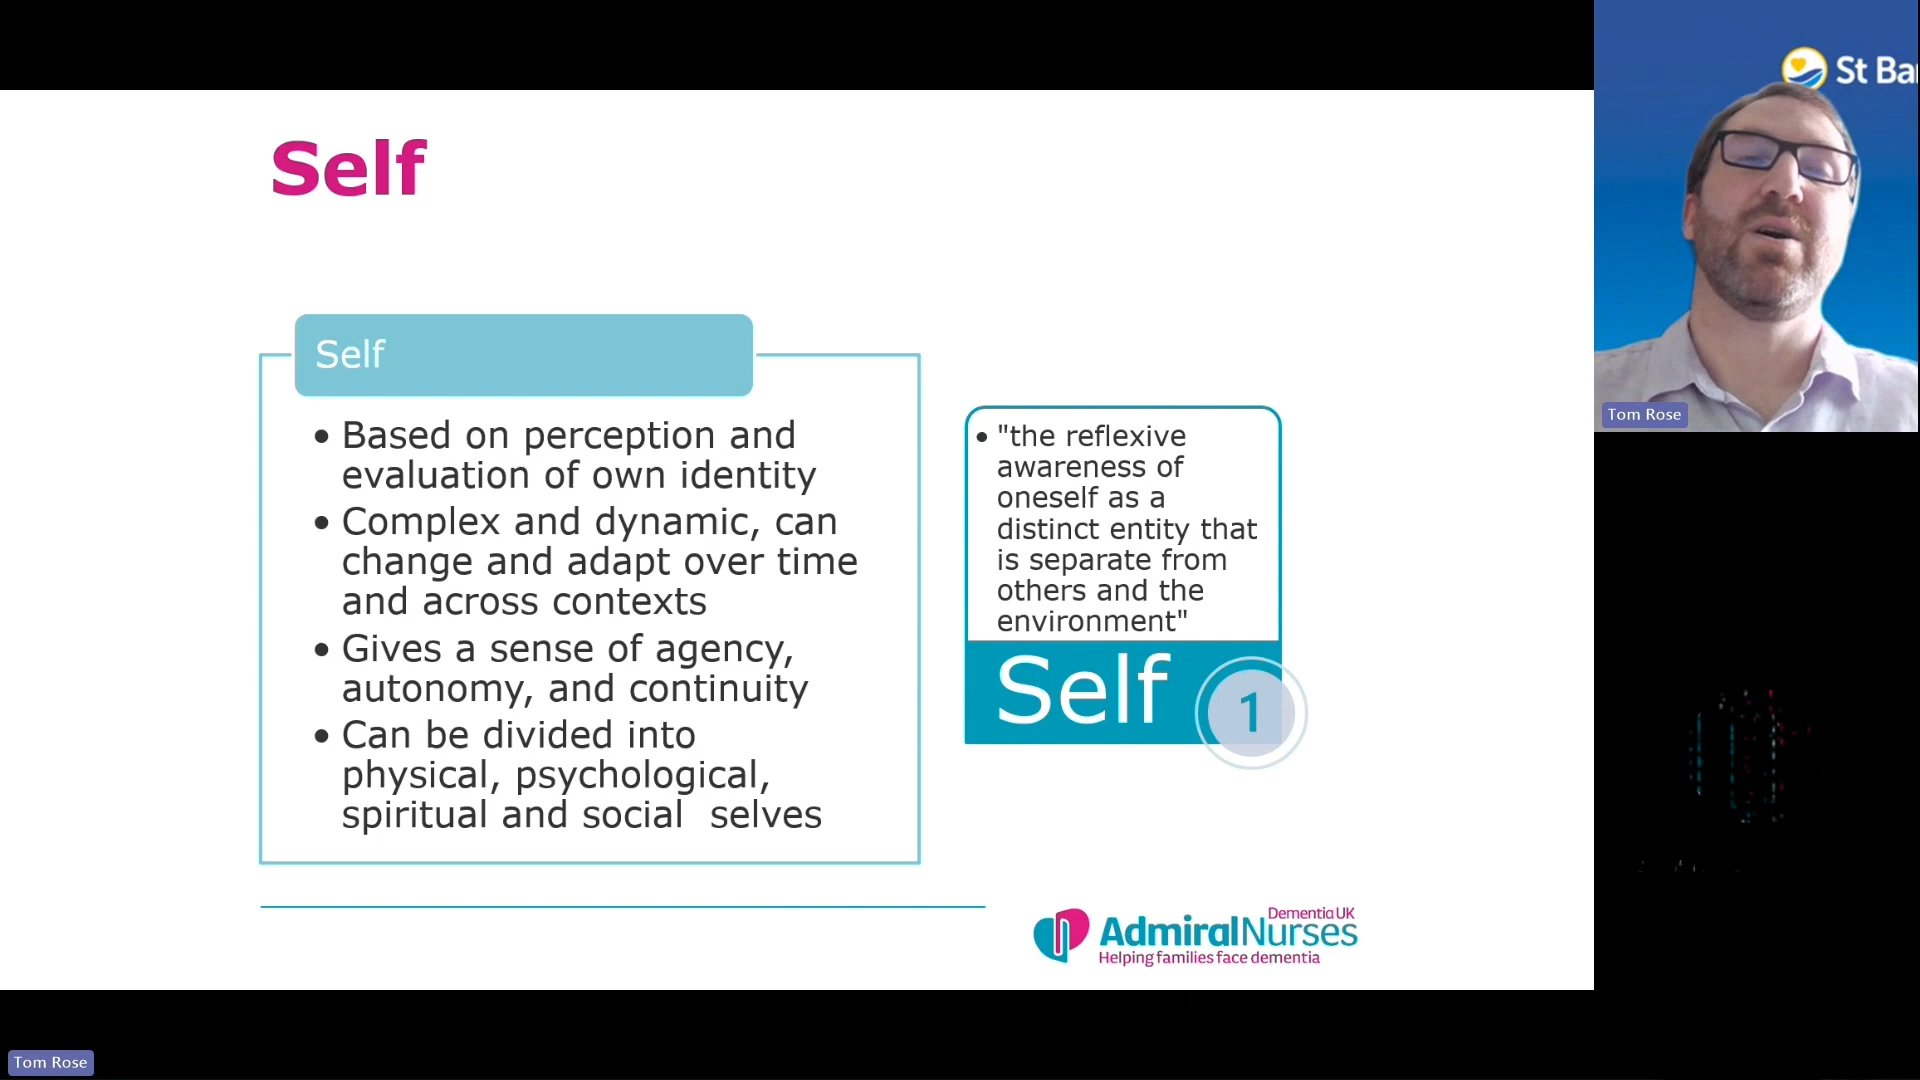 Self
Self
• Based on perception and
evaluation of own identity
• Complex and dynamic, can
change and adapt over time
and across contexts
• Gives a sense of agency,
autonomy, and continuity
• Can be divided into
physical, psychological,
spiritual and social  selves
• "the reflexive
awareness of
oneself as a
distinct entity that
is separate from
others and the
environment"
Self
1
Dementia UK
AdmiralNurses
Helping families face dementia
St Bar
Tom Rose
Tom Rose